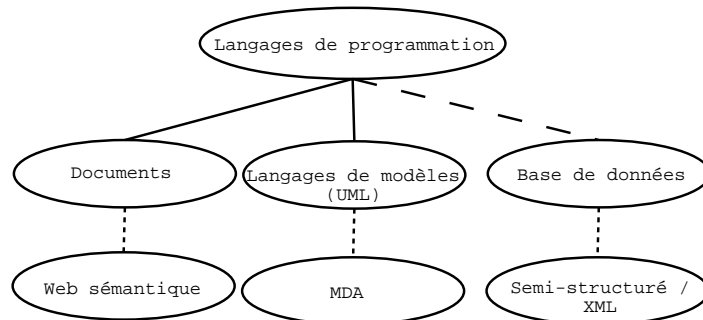 Langages de programmation
Documents
Langages de modèles
(UML)
Base de données
Web sémantique
MDA
Semi-structuré /
XML